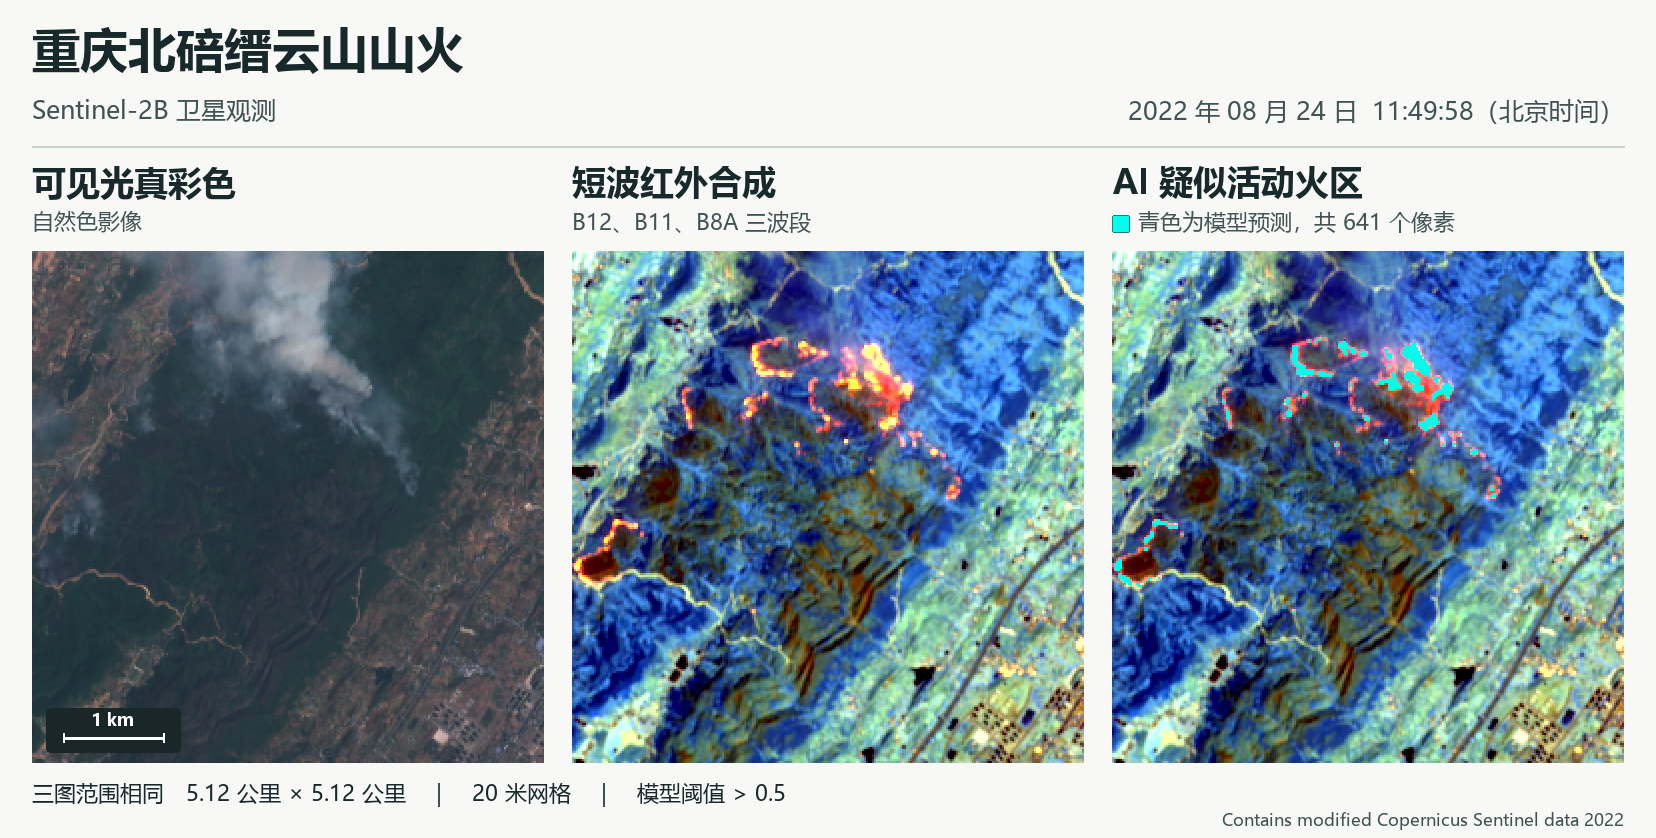 重庆北碚缙云山山火
Sentinel-2B 卫星观测
2022 年 08 月 24 日 11:49:58（北京时间）
可见光真彩色
自然色影像
短波红外合成
B12、B11、B8A 三波段
AI 疑似活动火区
青色为模型预测，共 641 个像素
1 km
三图范围相同 5.12 公里 × 5.12 公里 | 20 米网格 | 模型阈值 > 0.5
Contains modified Copernicus Sentinel data 2022